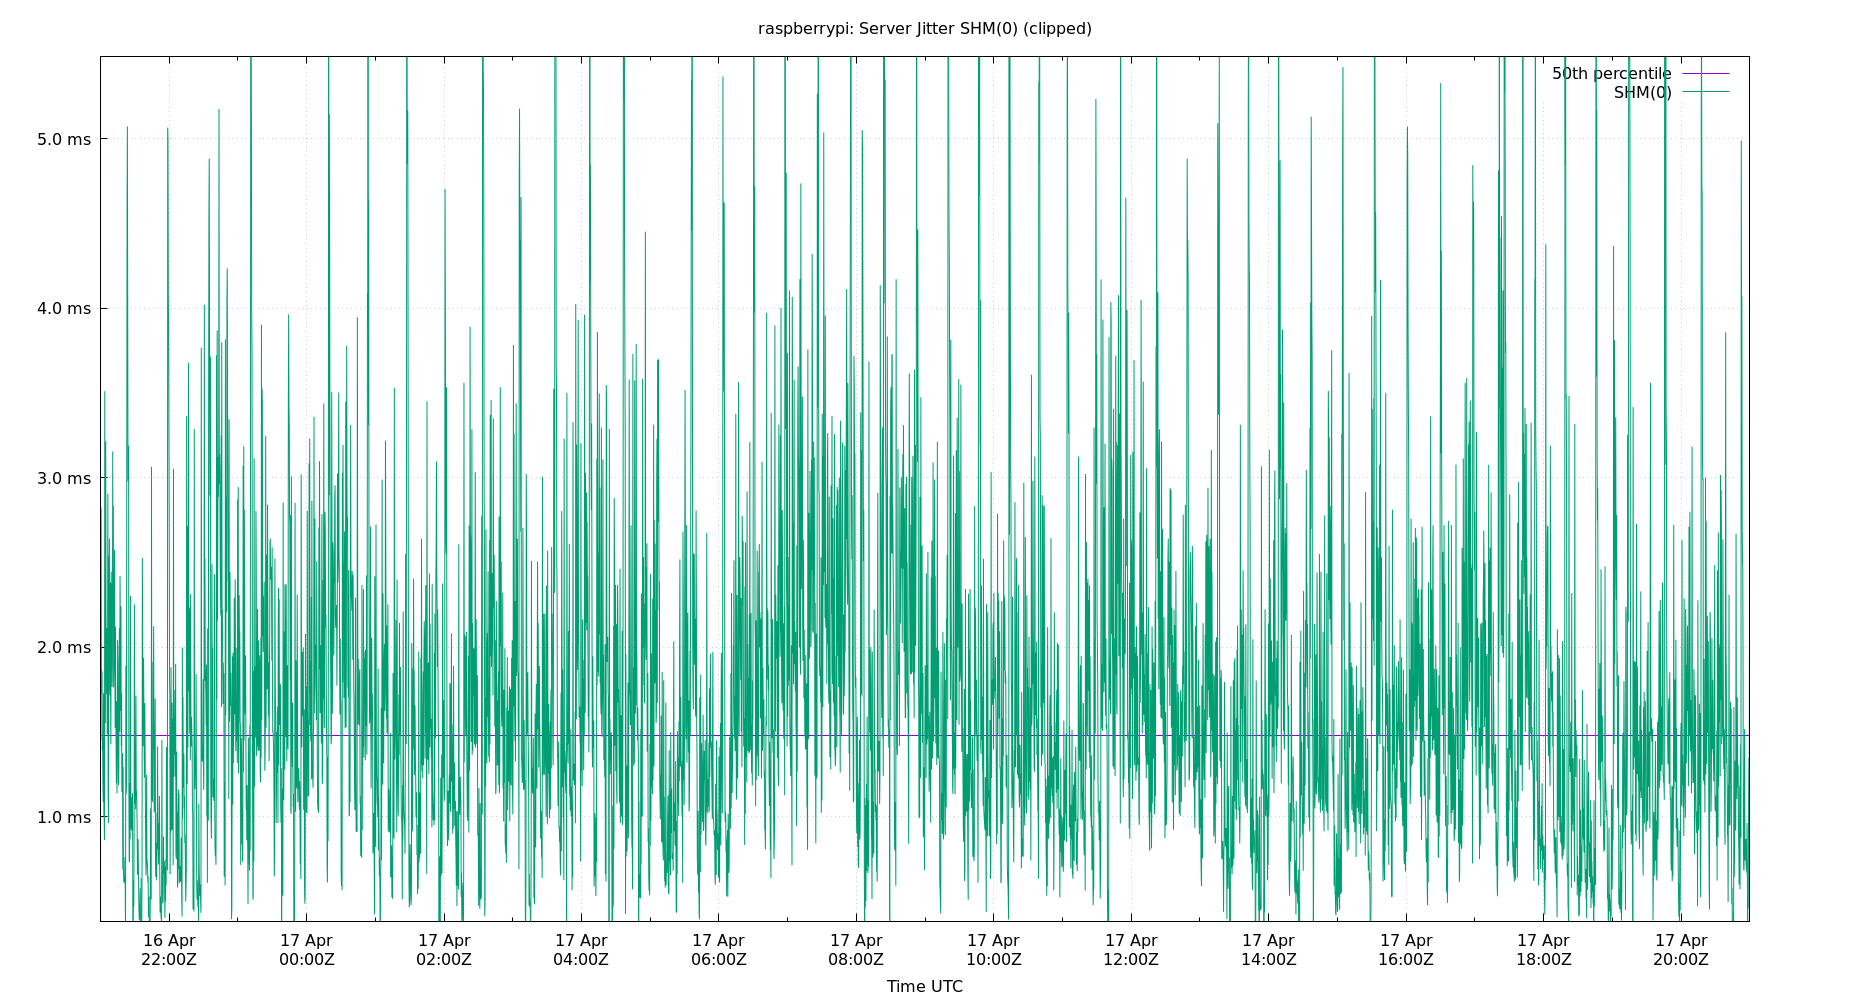 raspberrypi: Server Jitter SHM(0) (clipped)
50th percentile
SHM(0)
5.0 ms
4.0 ms
3.0 ms
2.0 ms
1.0 ms
16 Apr 17 Apr 17 Apr 17 Apr 17 Apr 17 Apr 17 Apr 17 Apr 17 Apr 17 Apr 17 Apr 17 Apr
22:00Z 00:00Z 02:00Z 04:00Z 06:00Z 08:00Z 10:00Z 12:00Z 14:00Z 16:00Z 18:00Z 20:00Z
Time UTC